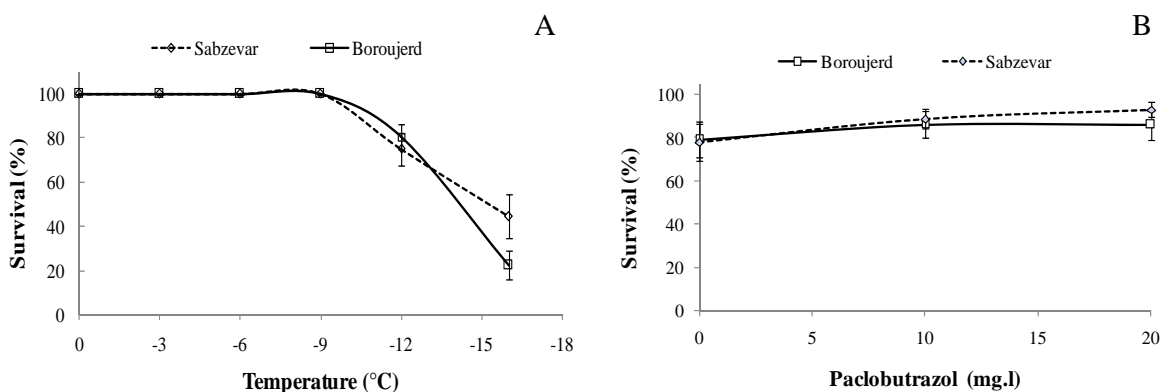 A
Sabzevar Boroujerd
Survival (%)
100
80
60
40
20
0
0 -3 -6 -9 -12 -15 -18
Temperature (°C)
B
Boroujerd Sabzevar
Survival (%)
100
80
60
40
20
0
0 5 10 15 20
Paclobutrazol (mg.l)